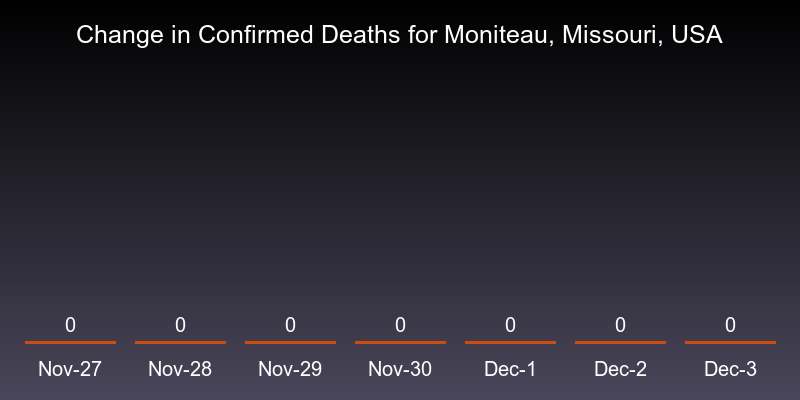 Change in Confirmed Deaths for Moniteau, Missouri, USA
0 0 0 0 0 0 0
Nov-27 Nov-28 Nov-29 Nov-30 Dec-1 Dec-2 Dec-3